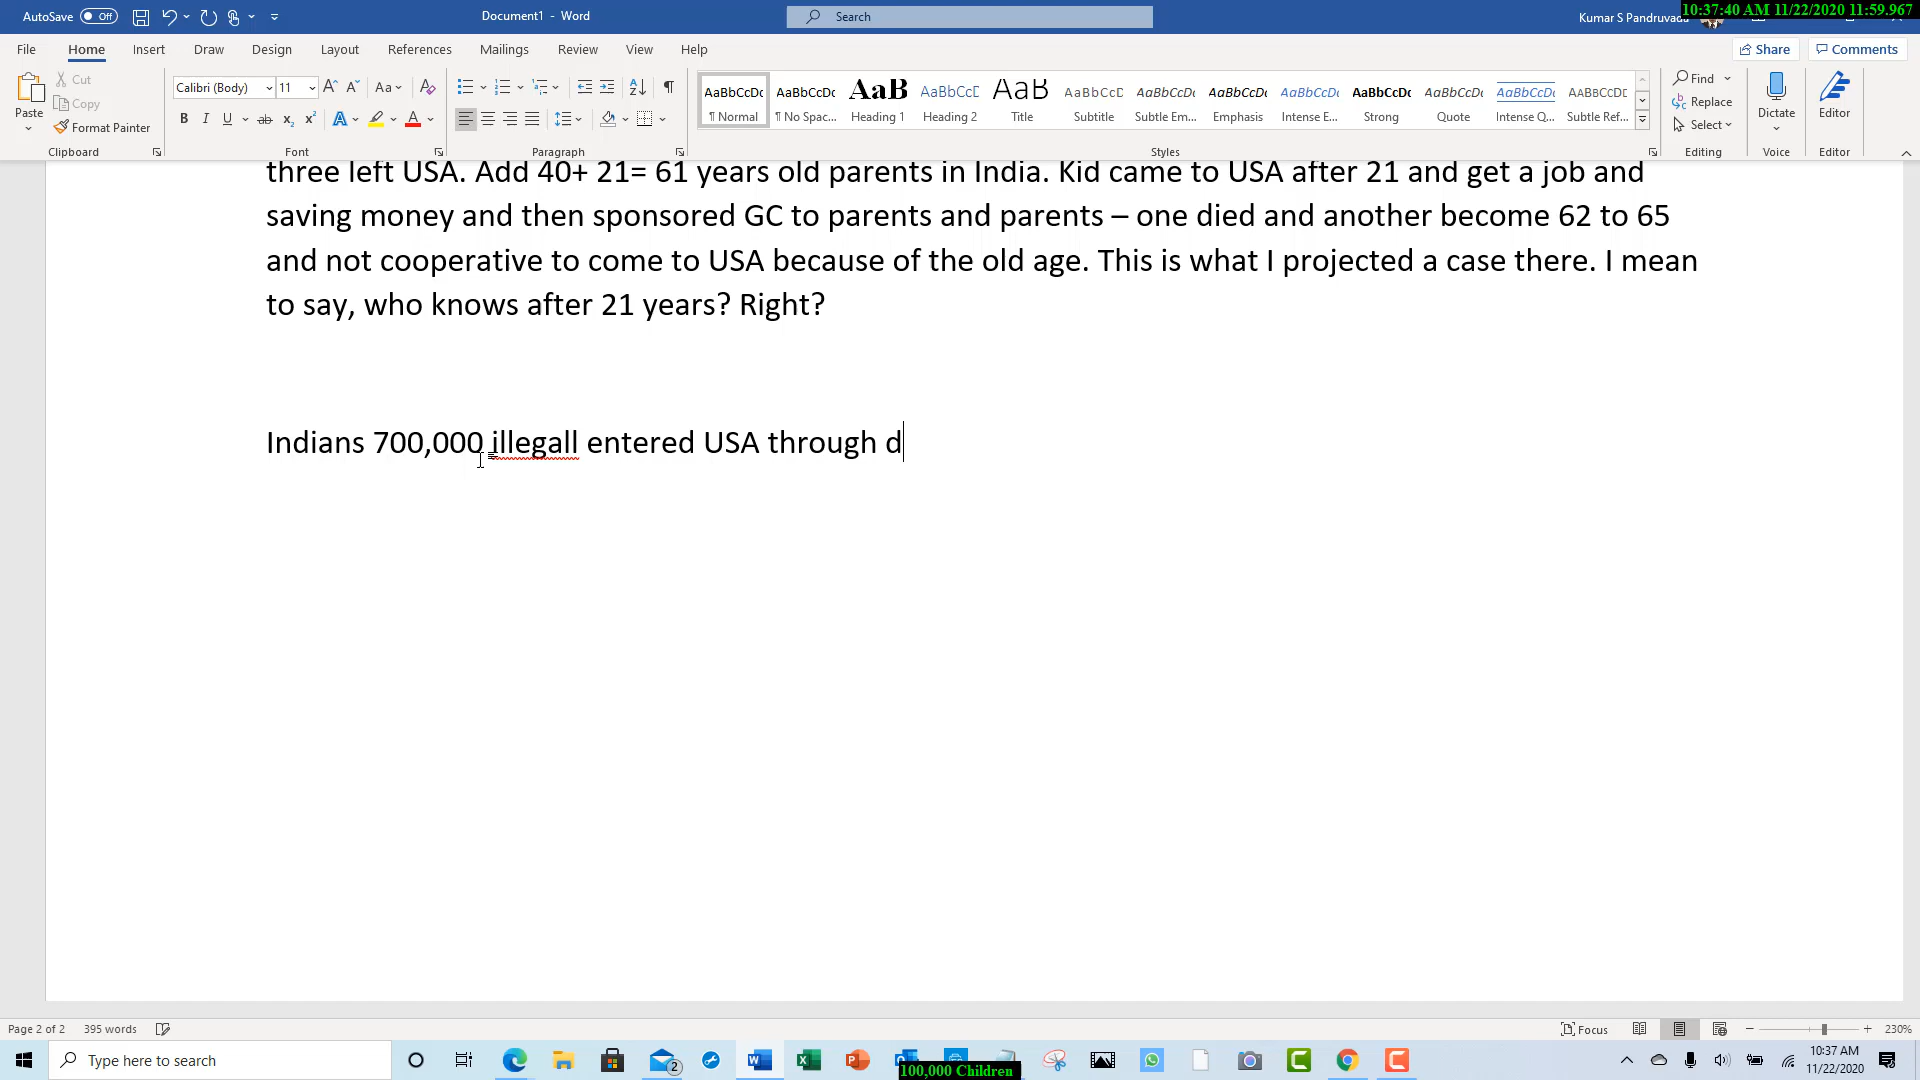 AutoSave Off Document1 - Word Search Kumar S Pandruvada 10:37:40 AM 11/22/2020 11:59.967
File Home Insert Draw Design Layout References Mailings Review View Help Share Comments
Paste Cut Copy Format Painter
Calibri (Body) 11 Aa
AaBbCcDc AaBbCcDc AaB AaBbCcD AaB AaBbCcD AaBbCcDc AaBbCcDc AaBbCcDc AaBbCcDc AaBbCcDc AaBbCcDc AaBbCcDc
¶ Normal ¶ No Spac... Heading 1 Heading 2 Title Subtitle Subtle Em... Emphasis Intense E... Strong Quote Intense Q... Subtle Ref...
Find Replace Select Dictate Editor
Clipboard Font Paragraph Styles Editing Voice Editor
three left USA. Add 40+ 21= 61 years old parents in India. Kid came to USA after 21 and get a job and
saving money and then sponsored GC to parents and parents – one died and another become 62 to 65
and not cooperative to come to USA because of the old age. This is what I projected a case there. I mean
to say, who knows after 21 years? Right?
Indians 700,000 illegall entered USA through d
Page 2 of 2 395 words Focus 230%
Type here to search 2 100,000 Children 10:37 AM
11/22/2020